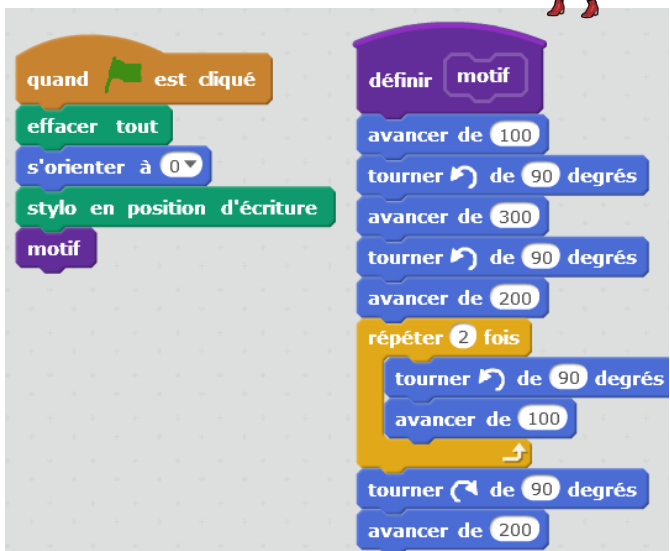 quand est cliqué
effacer tout
s'orienter à 0
stylo en position d'écriture
motif
définir motif
avancer de 100
tourner de 90 degrés
avancer de 300
tourner de 90 degrés
avancer de 200
répéter 2 fois
tourner de 90 degrés
avancer de 100
tourner de 90 degrés
avancer de 200